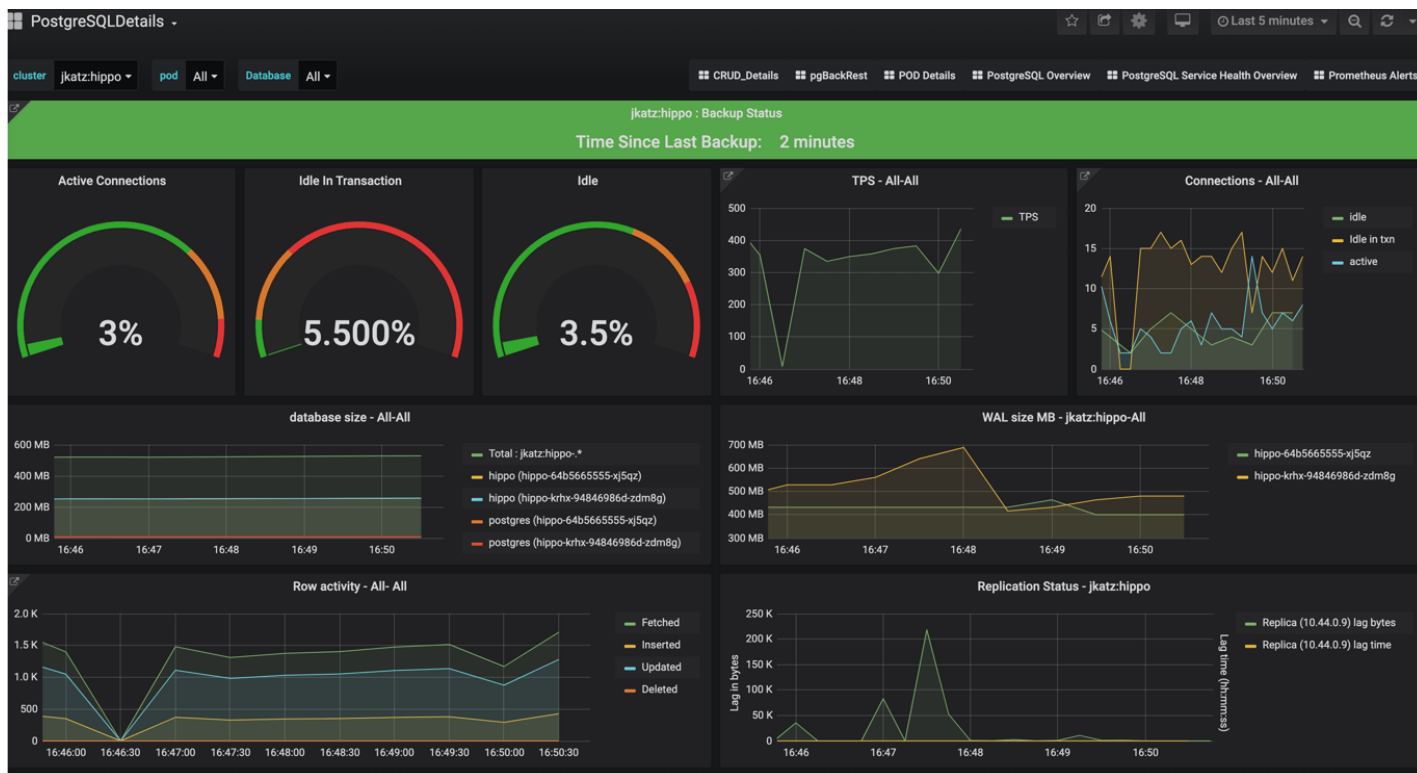 PostgreSQLDetails
Last 5 minutes
cluster jkatz:hippo pod All Database All
CRUD_Details pgBackRest POD Details PostgreSQL Overview PostgreSQL Service Health Overview Prometheus Alerts
jkatz:hippo : Backup Status
Time Since Last Backup: 2 minutes
Active Connections
3%
Idle In Transaction
5.500%
Idle
3.5%
TPS - All-All
500
400
300
200
100
0
16:46 16:48 16:50
TPS
Connections - All-All
20
15
10
5
0
16:46 16:48 16:50
idle
Idle in txn
active
database size - All-All
600 MB
400 MB
200 MB
0 MB
16:46 16:47 16:48 16:49 16:50
Total : jkatz:hippo-.*
hippo (hippo-64b5665555-xj5qz)
hippo (hippo-krhx-94846986d-zdm8g)
postgres (hippo-64b5665555-xj5qz)
postgres (hippo-krhx-94846986d-zdm8g)
WAL size MB - jkatz:hippo-All
700 MB
600 MB
500 MB
400 MB
300 MB
16:46 16:47 16:48 16:49 16:50
hippo-64b5665555-xj5qz
hippo-krhx-94846986d-zdm8g
Row activity - All- All
2.0 K
1.5 K
1.0 K
500
0
16:46:00 16:46:30 16:47:00 16:47:30 16:48:00 16:48:30 16:49:00 16:49:30 16:50:00 16:50:30
Fetched
Inserted
Updated
Deleted
Replication Status - jkatz:hippo
Lag in bytes
250 K
200 K
150 K
100 K
50 K
0
16:46 16:47 16:48 16:49 16:50
Lag time (hh:mm:ss)
Replica (10.44.0.9) lag bytes
Replica (10.44.0.9) lag time